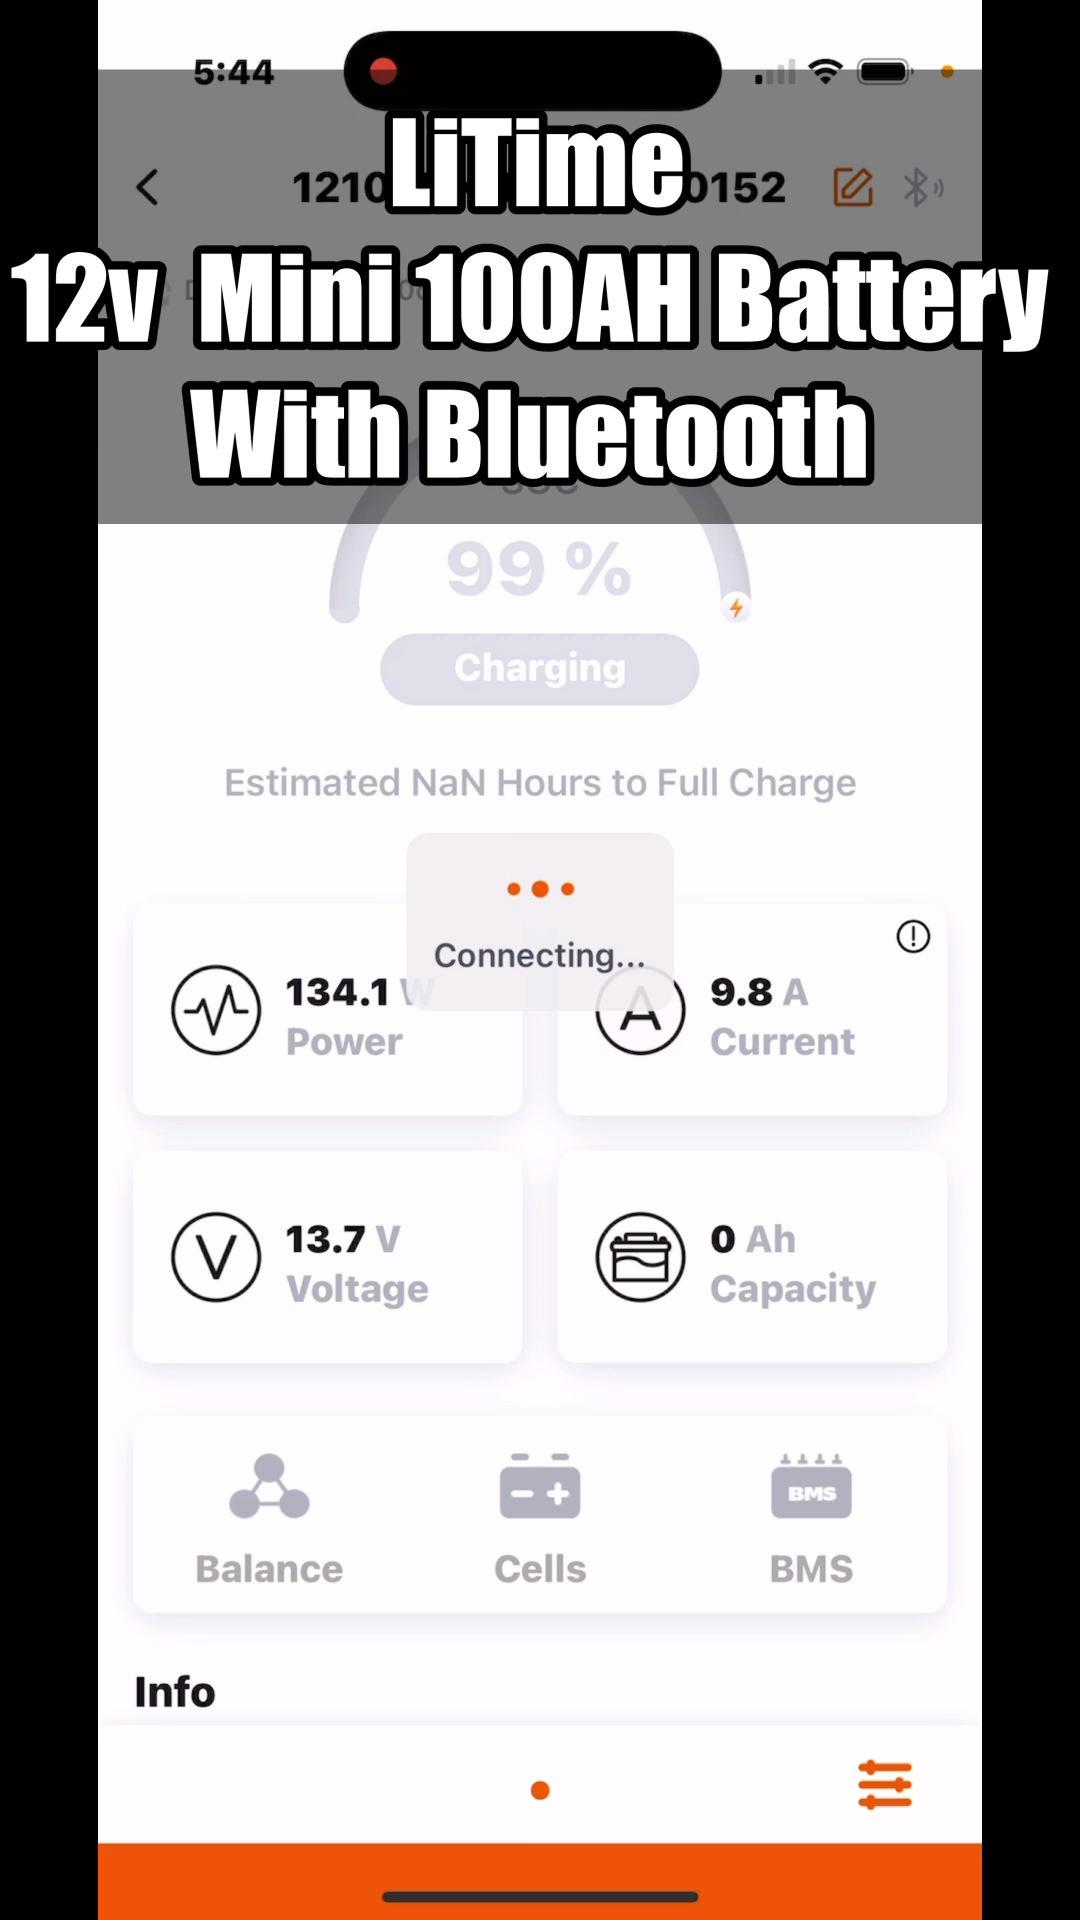 5:44
LiTime
1210
0152
12v Mini 100AH Battery
With Bluetooth
SOC
99 %
Charging
Estimated NaN Hours to Full Charge
Connecting...
134.1 W
Power
9.8 A
Current
13.7 V
Voltage
0 Ah
Capacity
BMS
Balance
Cells
BMS
Info